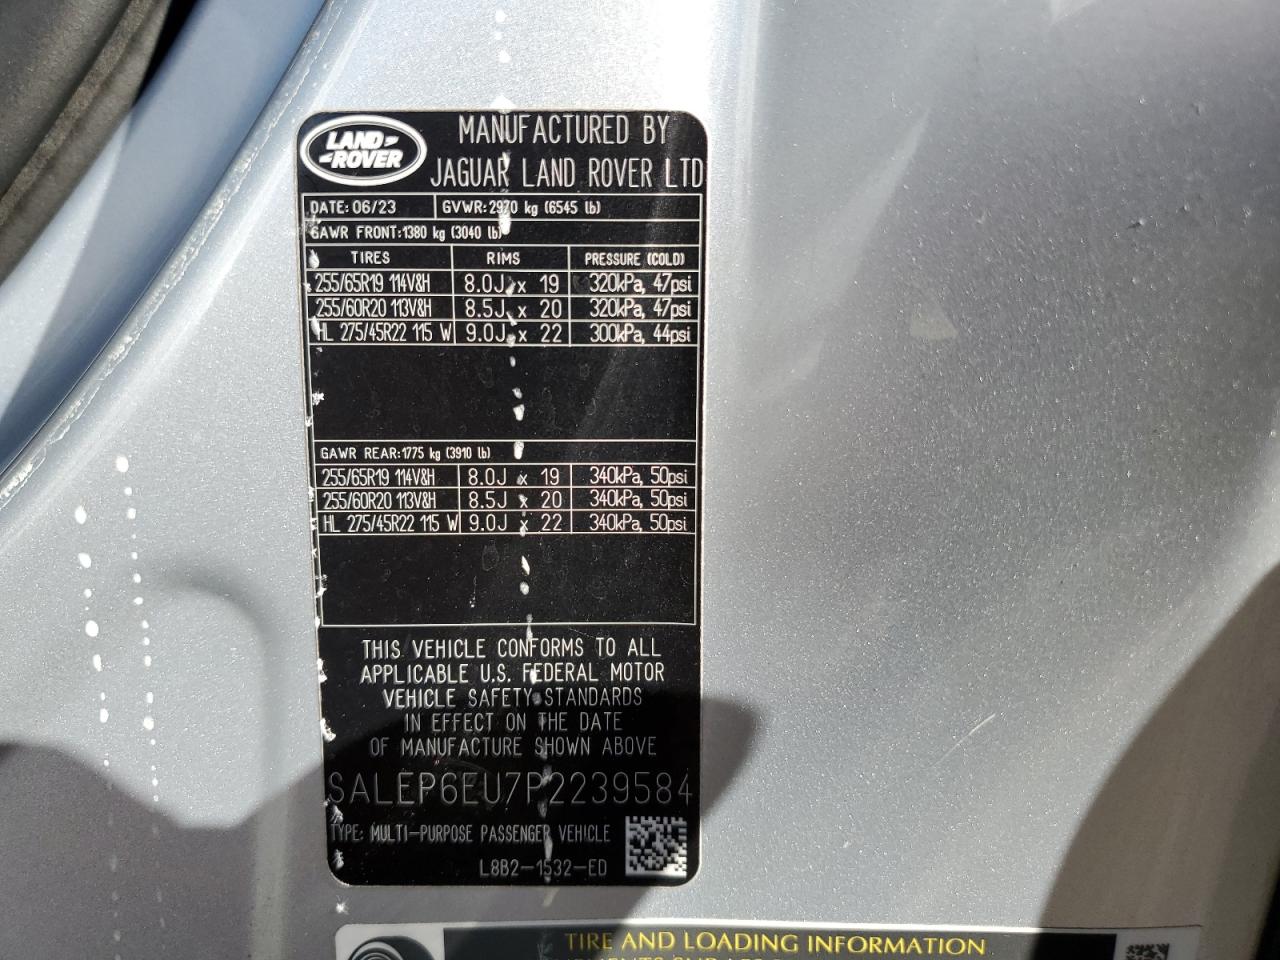 LAND ROVER
MANUFACTURED BY
JAGUAR LAND ROVER LTD
DATE: 06/23 GVWR: 2970 kg (6545 lb)
GAWR FRONT: 1380 kg (3040 lb)
TIRES RIMS PRESSURE (COLD)
255/65R19 114V&H 8.0J x 19 320kPa, 47psi
255/60R20 113V&H 8.5J x 20 320kPa, 47psi
HL 275/45R22 115 W 9.0J x 22 300kPa, 44psi
GAWR REAR: 1775 kg (3910 lb)
255/65R19 114V&H 8.0J x 19 340kPa, 50psi
255/60R20 113V&H 8.5J x 20 340kPa, 50psi
HL 275/45R22 115 W 9.0J x 22 340kPa, 50psi
THIS VEHICLE CONFORMS TO ALL
APPLICABLE U.S. FEDERAL MOTOR
VEHICLE SAFETY STANDARDS
IN EFFECT ON THE DATE
OF MANUFACTURE SHOWN ABOVE
SALEP6EU7P2239584
TYPE: MULTI-PURPOSE PASSENGER VEHICLE
L8B2-1532-ED
TIRE AND LOADING INFORMATION